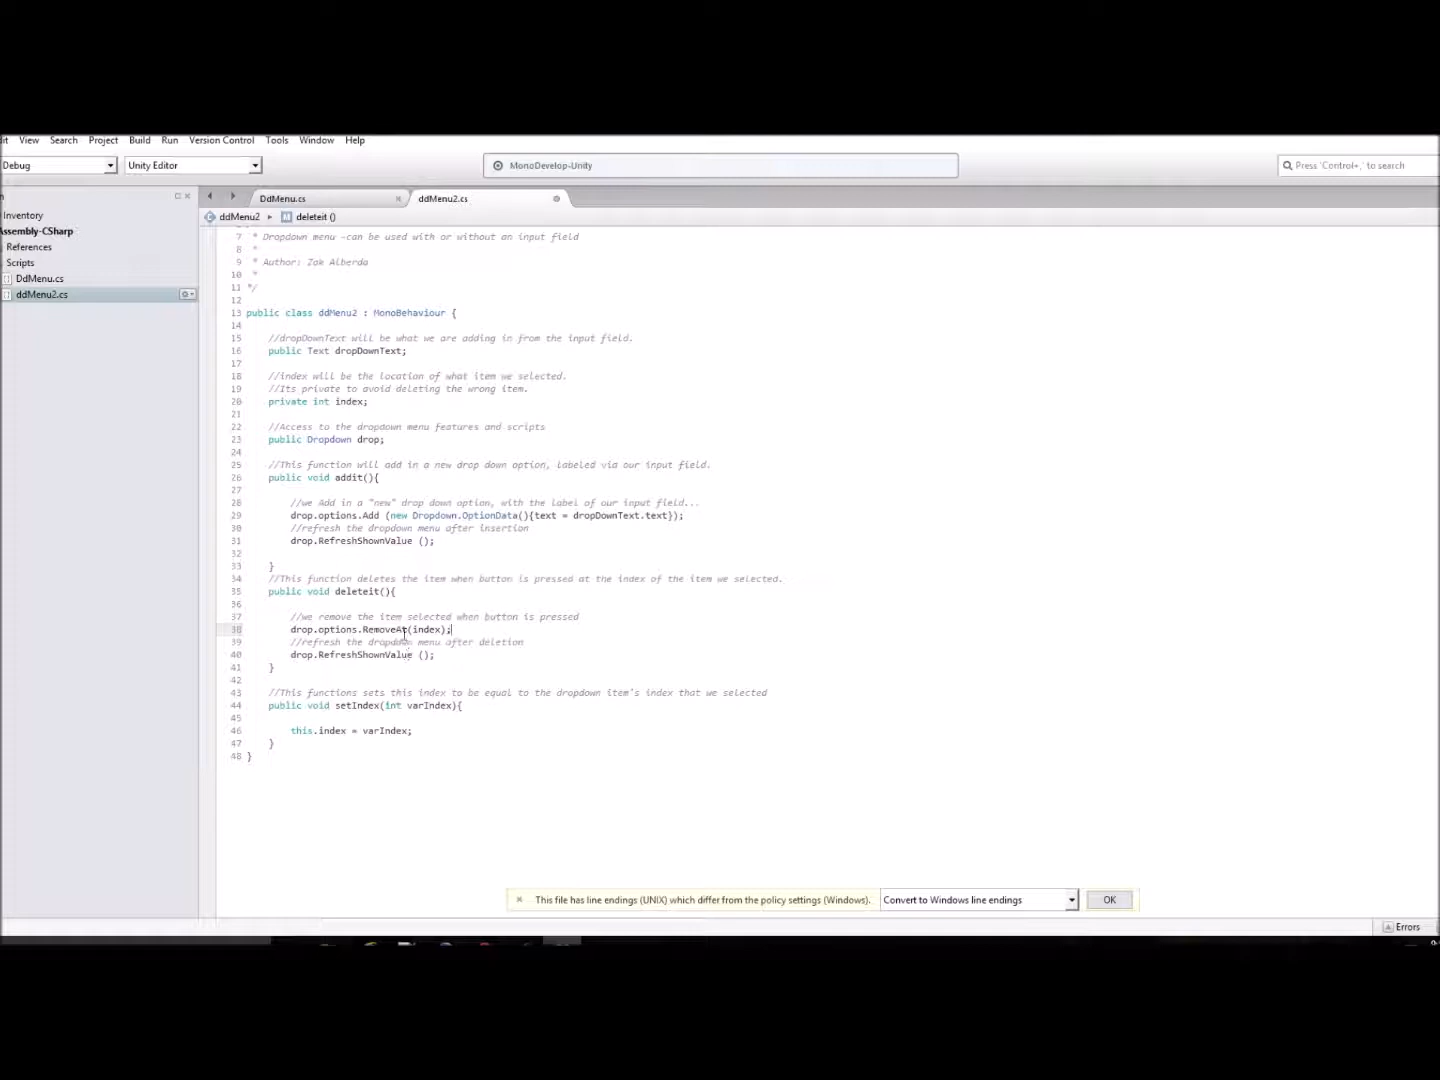 View Search Project Build Run Version Control Tools Window Help
Debug Unity Editor MonoDevelop-Unity Press 'Control+,' to search
DdMenu.cs ddMenu2.cs
ddMenu2 ▸ deleteit ()
Inventory
Assembly-CSharp
References
Scripts
DdMenu.cs
ddMenu2.cs
7 * Dropdown menu -can be used with or without an input field
8 *
9 * Author: Zak Alberda
10 *
11 */
12
13 public class ddMenu2 : MonoBehaviour {
14
15 //dropDownText will be what we are adding in from the input field.
16 public Text dropDownText;
17
18 //index will be the location of what item we selected.
19 //Its private to avoid deleting the wrong item.
20 private int index;
21
22 //Access to the dropdown menu features and scripts
23 public Dropdown drop;
24
25 //This function will add in a new drop down option, labeled via our input field.
26 public void addit(){
27
28 //we Add in a "new" drop down option, with the label of our input field...
29 drop.options.Add (new Dropdown.OptionData(){text = dropDownText.text});
30 //refresh the dropdown menu after insertion
31 drop.RefreshShownValue ();
32
33 }
34 //This function deletes the item when button is pressed at the index of the item we selected.
35 public void deleteit(){
36
37 //we remove the item selected when button is pressed
38 drop.options.RemoveAt(index);
39 //refresh the dropdown menu after deletion
40 drop.RefreshShownValue ();
41 }
42
43 //This functions sets this index to be equal to the dropdown item's index that we selected
44 public void setIndex(int varIndex){
45
46 this.index = varIndex;
47 }
48 }
This file has line endings (UNIX) which differ from the policy settings (Windows). Convert to Windows line endings OK
Errors